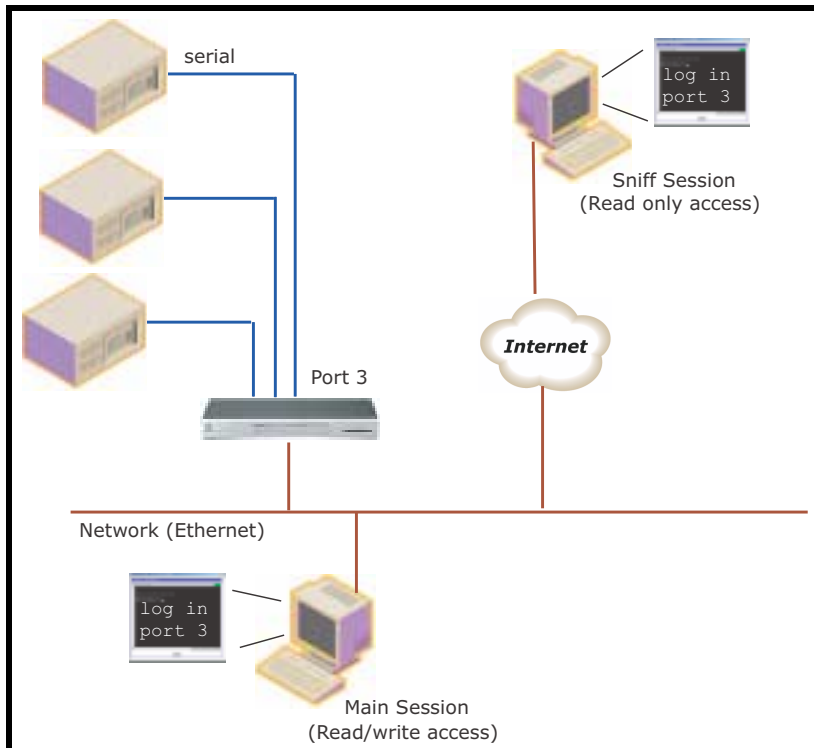 serial
log in
port 3
Sniff Session
(Read only access)
Internet
Port 3
Network (Ethernet)
log in
port 3
Main Session
(Read/write access)